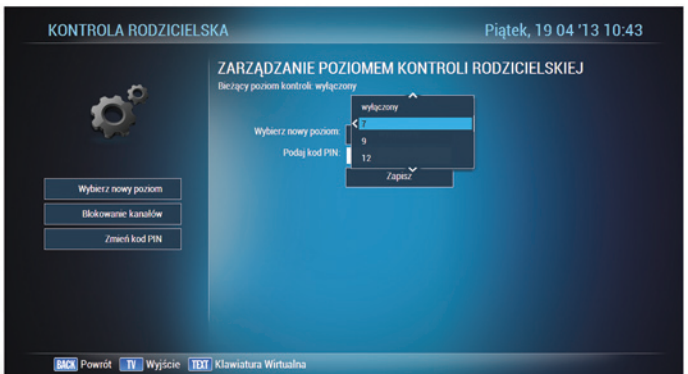 KONTROLA RODZICIELSKA
Piątek, 19 04 '13 10:43
ZARZĄDZANIE POZIOMEM KONTROLI RODZICIELSKIEJ
Bieżący poziom kontroli: wyłączony
wyłączony
Wybierz nowy poziom:
7
9
Podaj kod PIN:
12
Zapisz
Wybierz nowy poziom
Blokowanie kanałów
Zmień kod PIN
BACK Powrót TV Wyjście TEXT Klawiatura Wirtualna